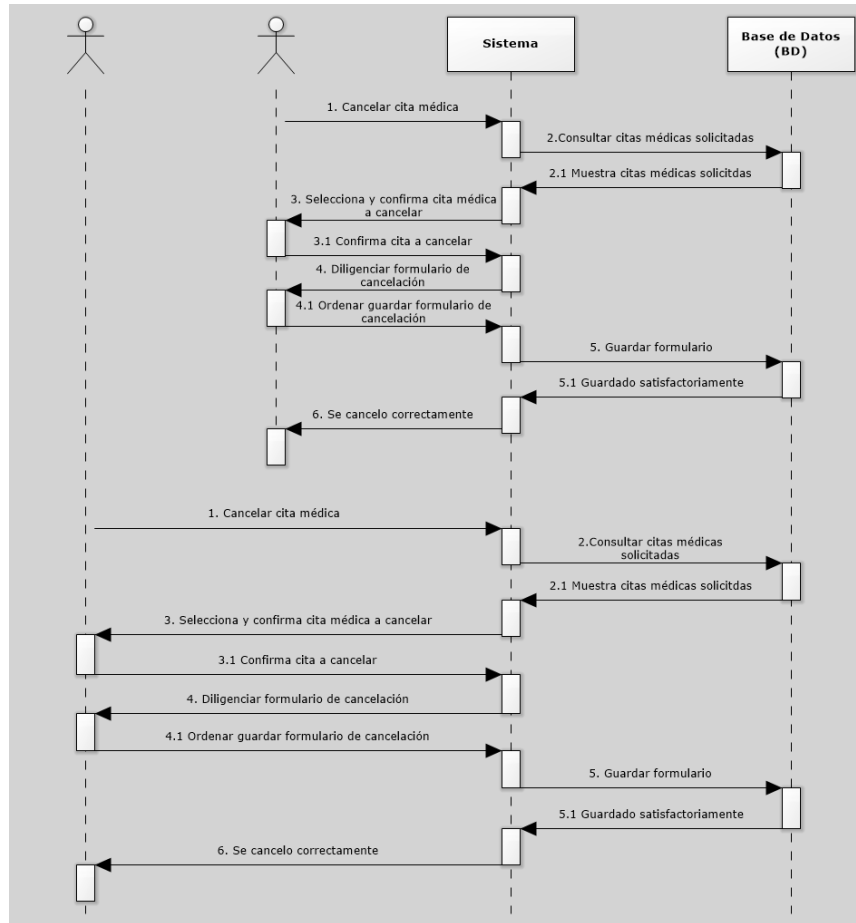 Sistema
Base de Datos
(BD)
1. Cancelar cita médica
2.Consultar citas médicas solicitadas
2.1 Muestra citas médicas solicitdas
3. Selecciona y confirma cita médica
a cancelar
3.1 Confirma cita a cancelar
4. Diligenciar formulario de
cancelación
4.1 Ordenar guardar formulario de
cancelación
5. Guardar formulario
5.1 Guardado satisfactoriamente
6. Se cancelo correctamente
1. Cancelar cita médica
2.Consultar citas médicas
solicitadas
2.1 Muestra citas médicas solicitdas
3. Selecciona y confirma cita médica a cancelar
3.1 Confirma cita a cancelar
4. Diligenciar formulario de cancelación
4.1 Ordenar guardar formulario de cancelación
5. Guardar formulario
5.1 Guardado satisfactoriamente
6. Se cancelo correctamente